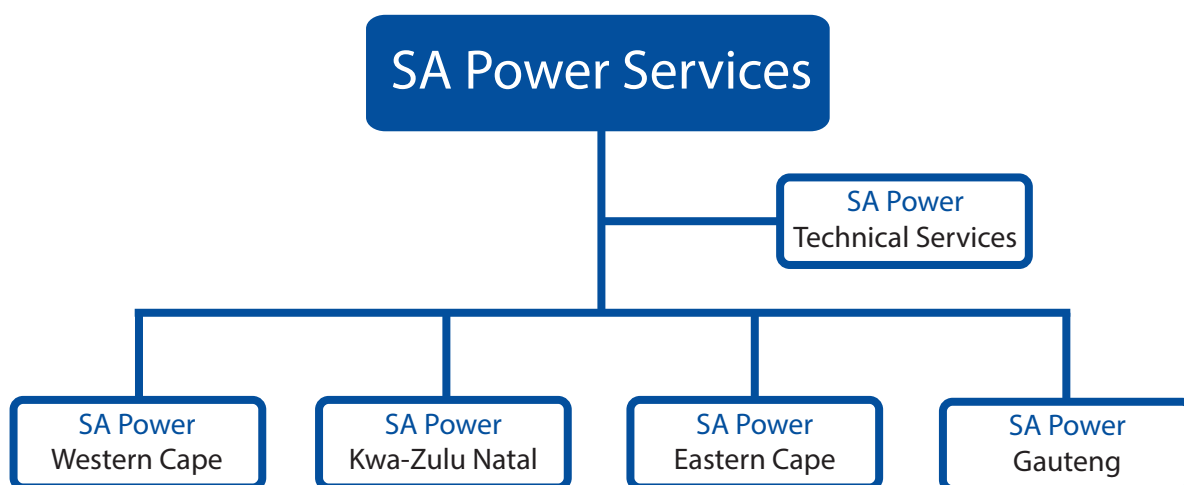 SA Power Services
SA Power
Technical Services
SA Power
Western Cape
SA Power
Kwa-Zulu Natal
SA Power
Eastern Cape
SA Power
Gauteng